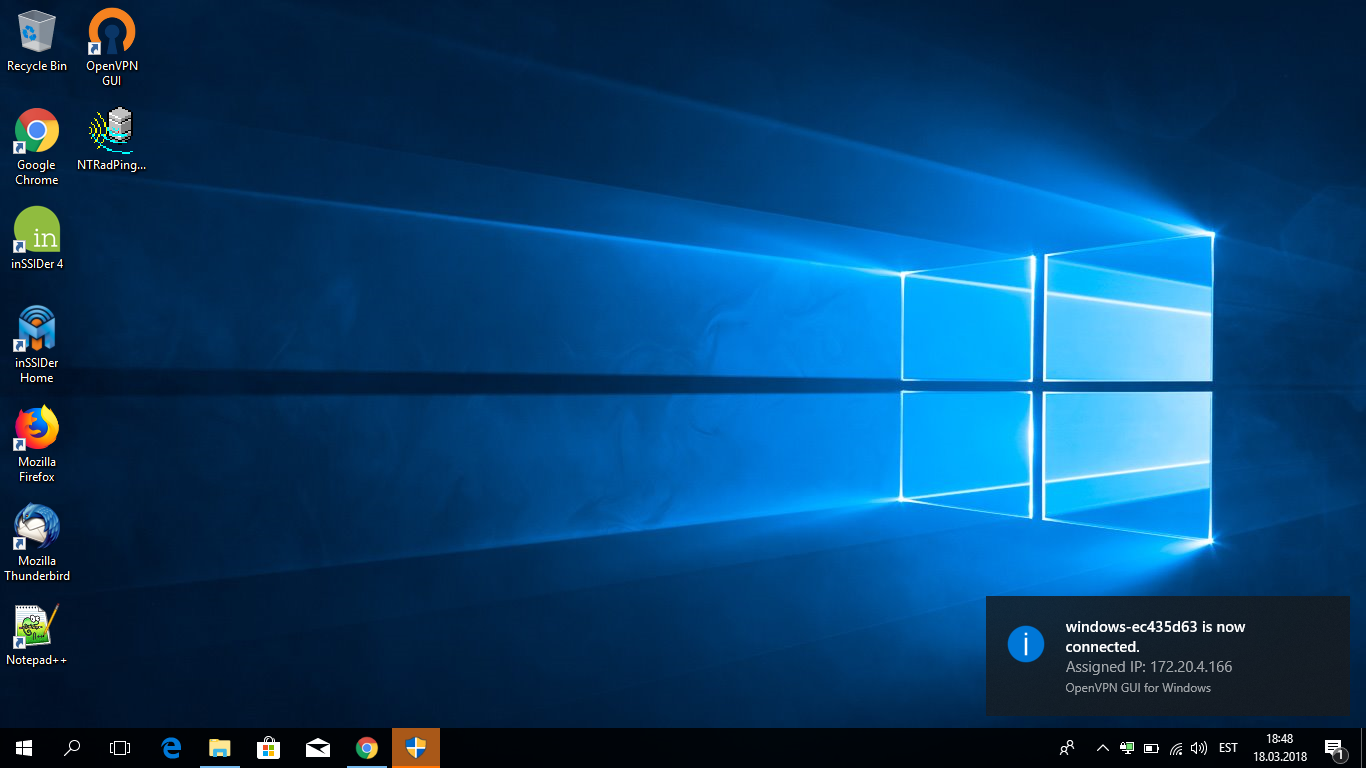 Recycle Bin
OpenVPN
GUI
Google
Chrome
NTRadPing...
in
inSSIDer 4
inSSIDer
Home
Mozilla
Firefox
Mozilla
Thunderbird
Notepad++
windows-ec435d63 is now
connected.
Assigned IP: 172.20.4.166
OpenVPN GUI for Windows
EST
18:48
18.03.2018
1